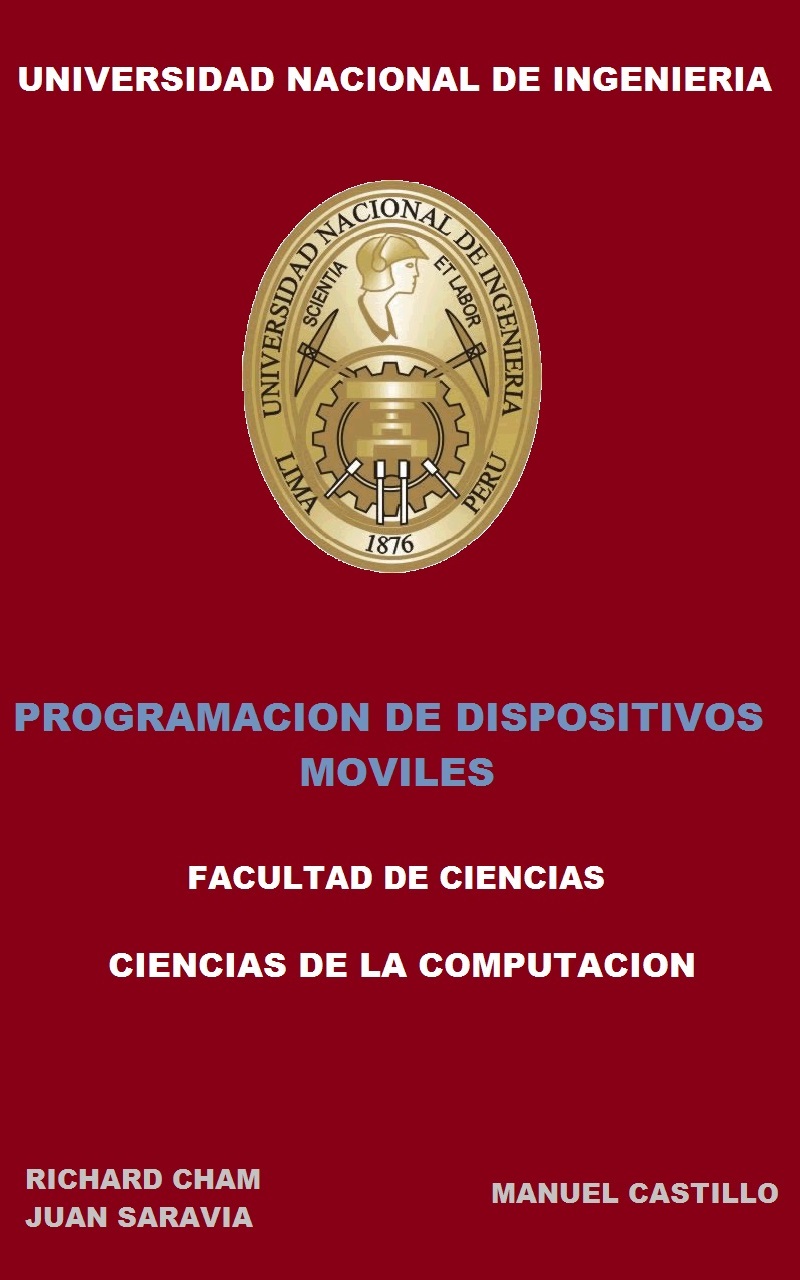 UNIVERSIDAD NACIONAL DE INGENIERIA
UNIVERSIDAD NACIONAL DE INGENIERIA
SCIENTIA ET LABOR
LIMA PERU
1876
PROGRAMACION DE DISPOSITIVOS
MOVILES
FACULTAD DE CIENCIAS
CIENCIAS DE LA COMPUTACION
RICHARD CHAM
JUAN SARAVIA
MANUEL CASTILLO